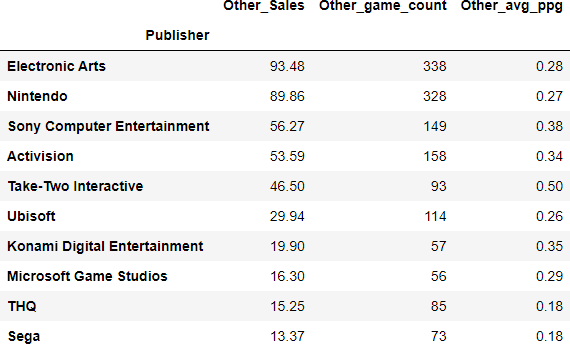 Other_Sales Other_game_count Other_avg_ppg
Publisher
Electronic Arts 93.48 338 0.28
Nintendo 89.86 328 0.27
Sony Computer Entertainment 56.27 149 0.38
Activision 53.59 158 0.34
Take-Two Interactive 46.50 93 0.50
Ubisoft 29.94 114 0.26
Konami Digital Entertainment 19.90 57 0.35
Microsoft Game Studios 16.30 56 0.29
THQ 15.25 85 0.18
Sega 13.37 73 0.18